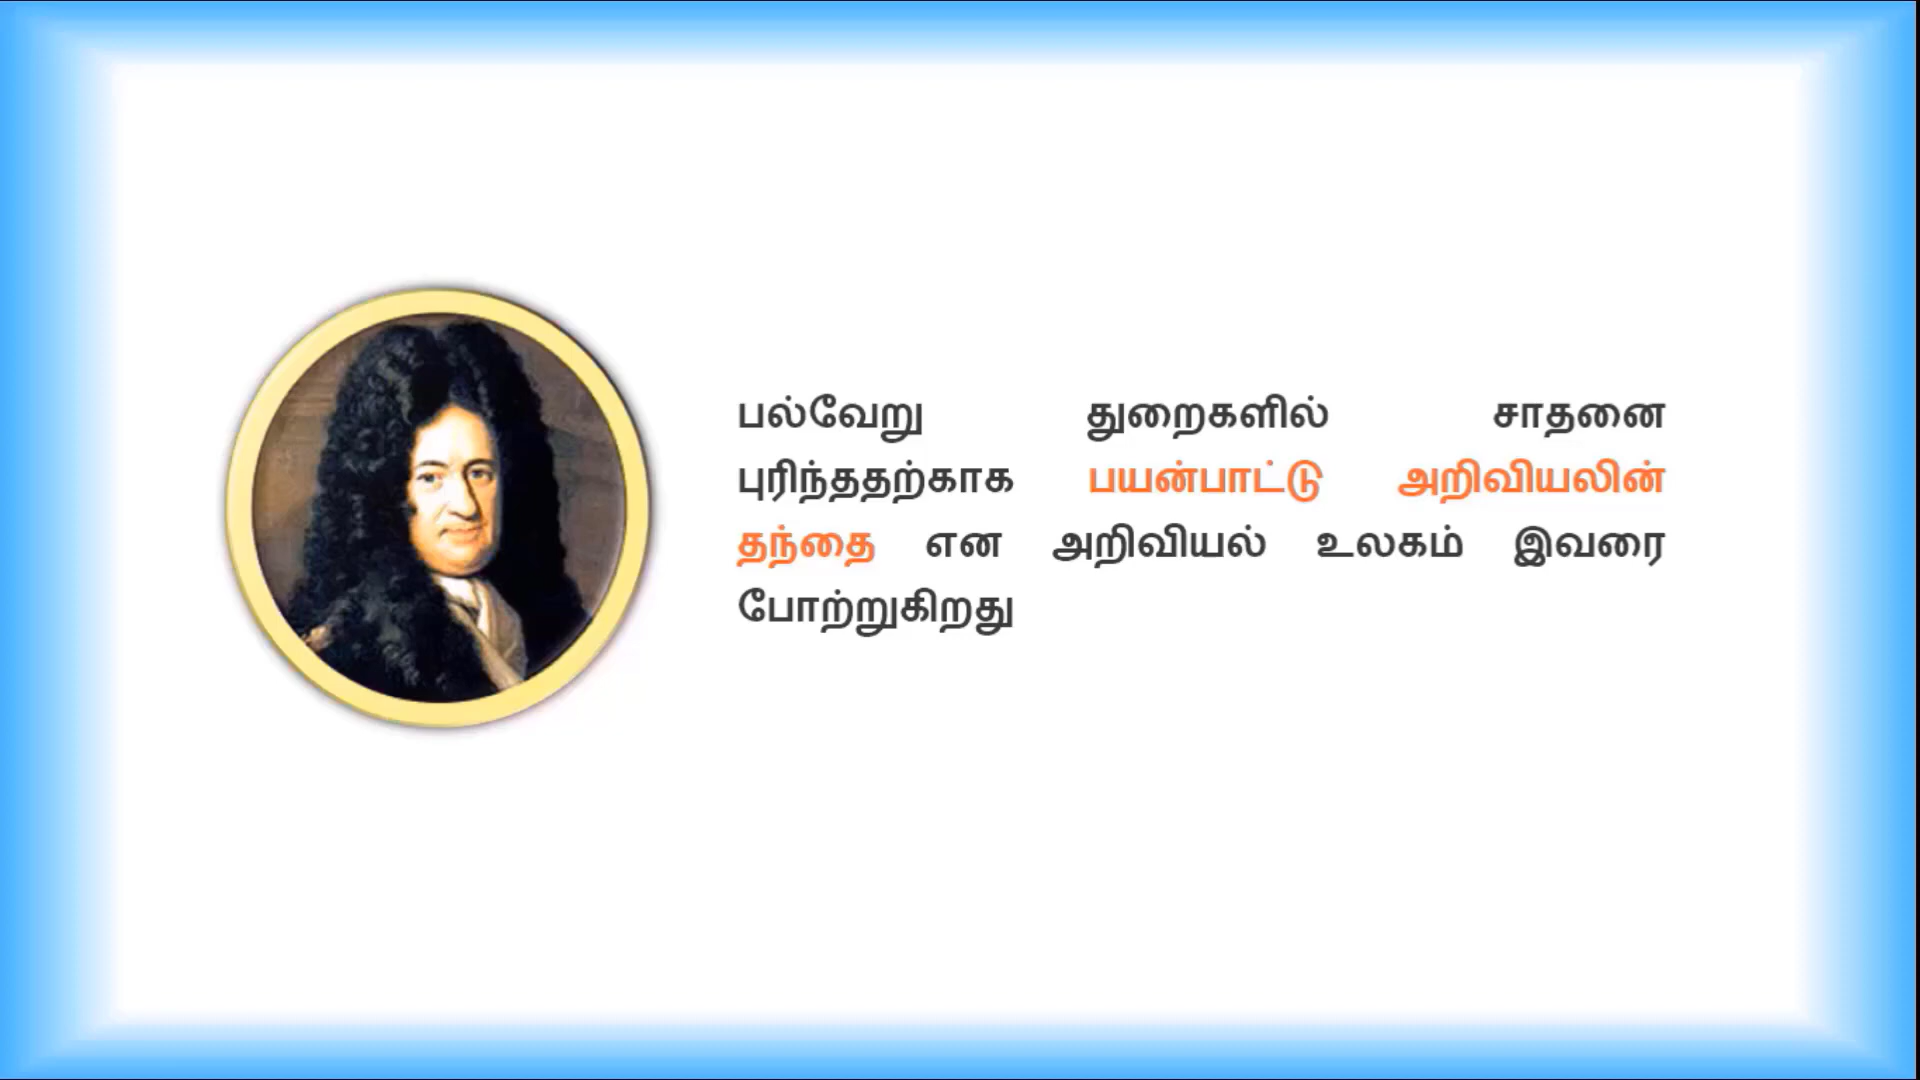 பல்வேறு துறைகளில் சாதனை
புரிந்ததற்காக பயன்பாட்டு அறிவியலின்
தந்தை என அறிவியல் உலகம் இவரை
போற்றுகிறது